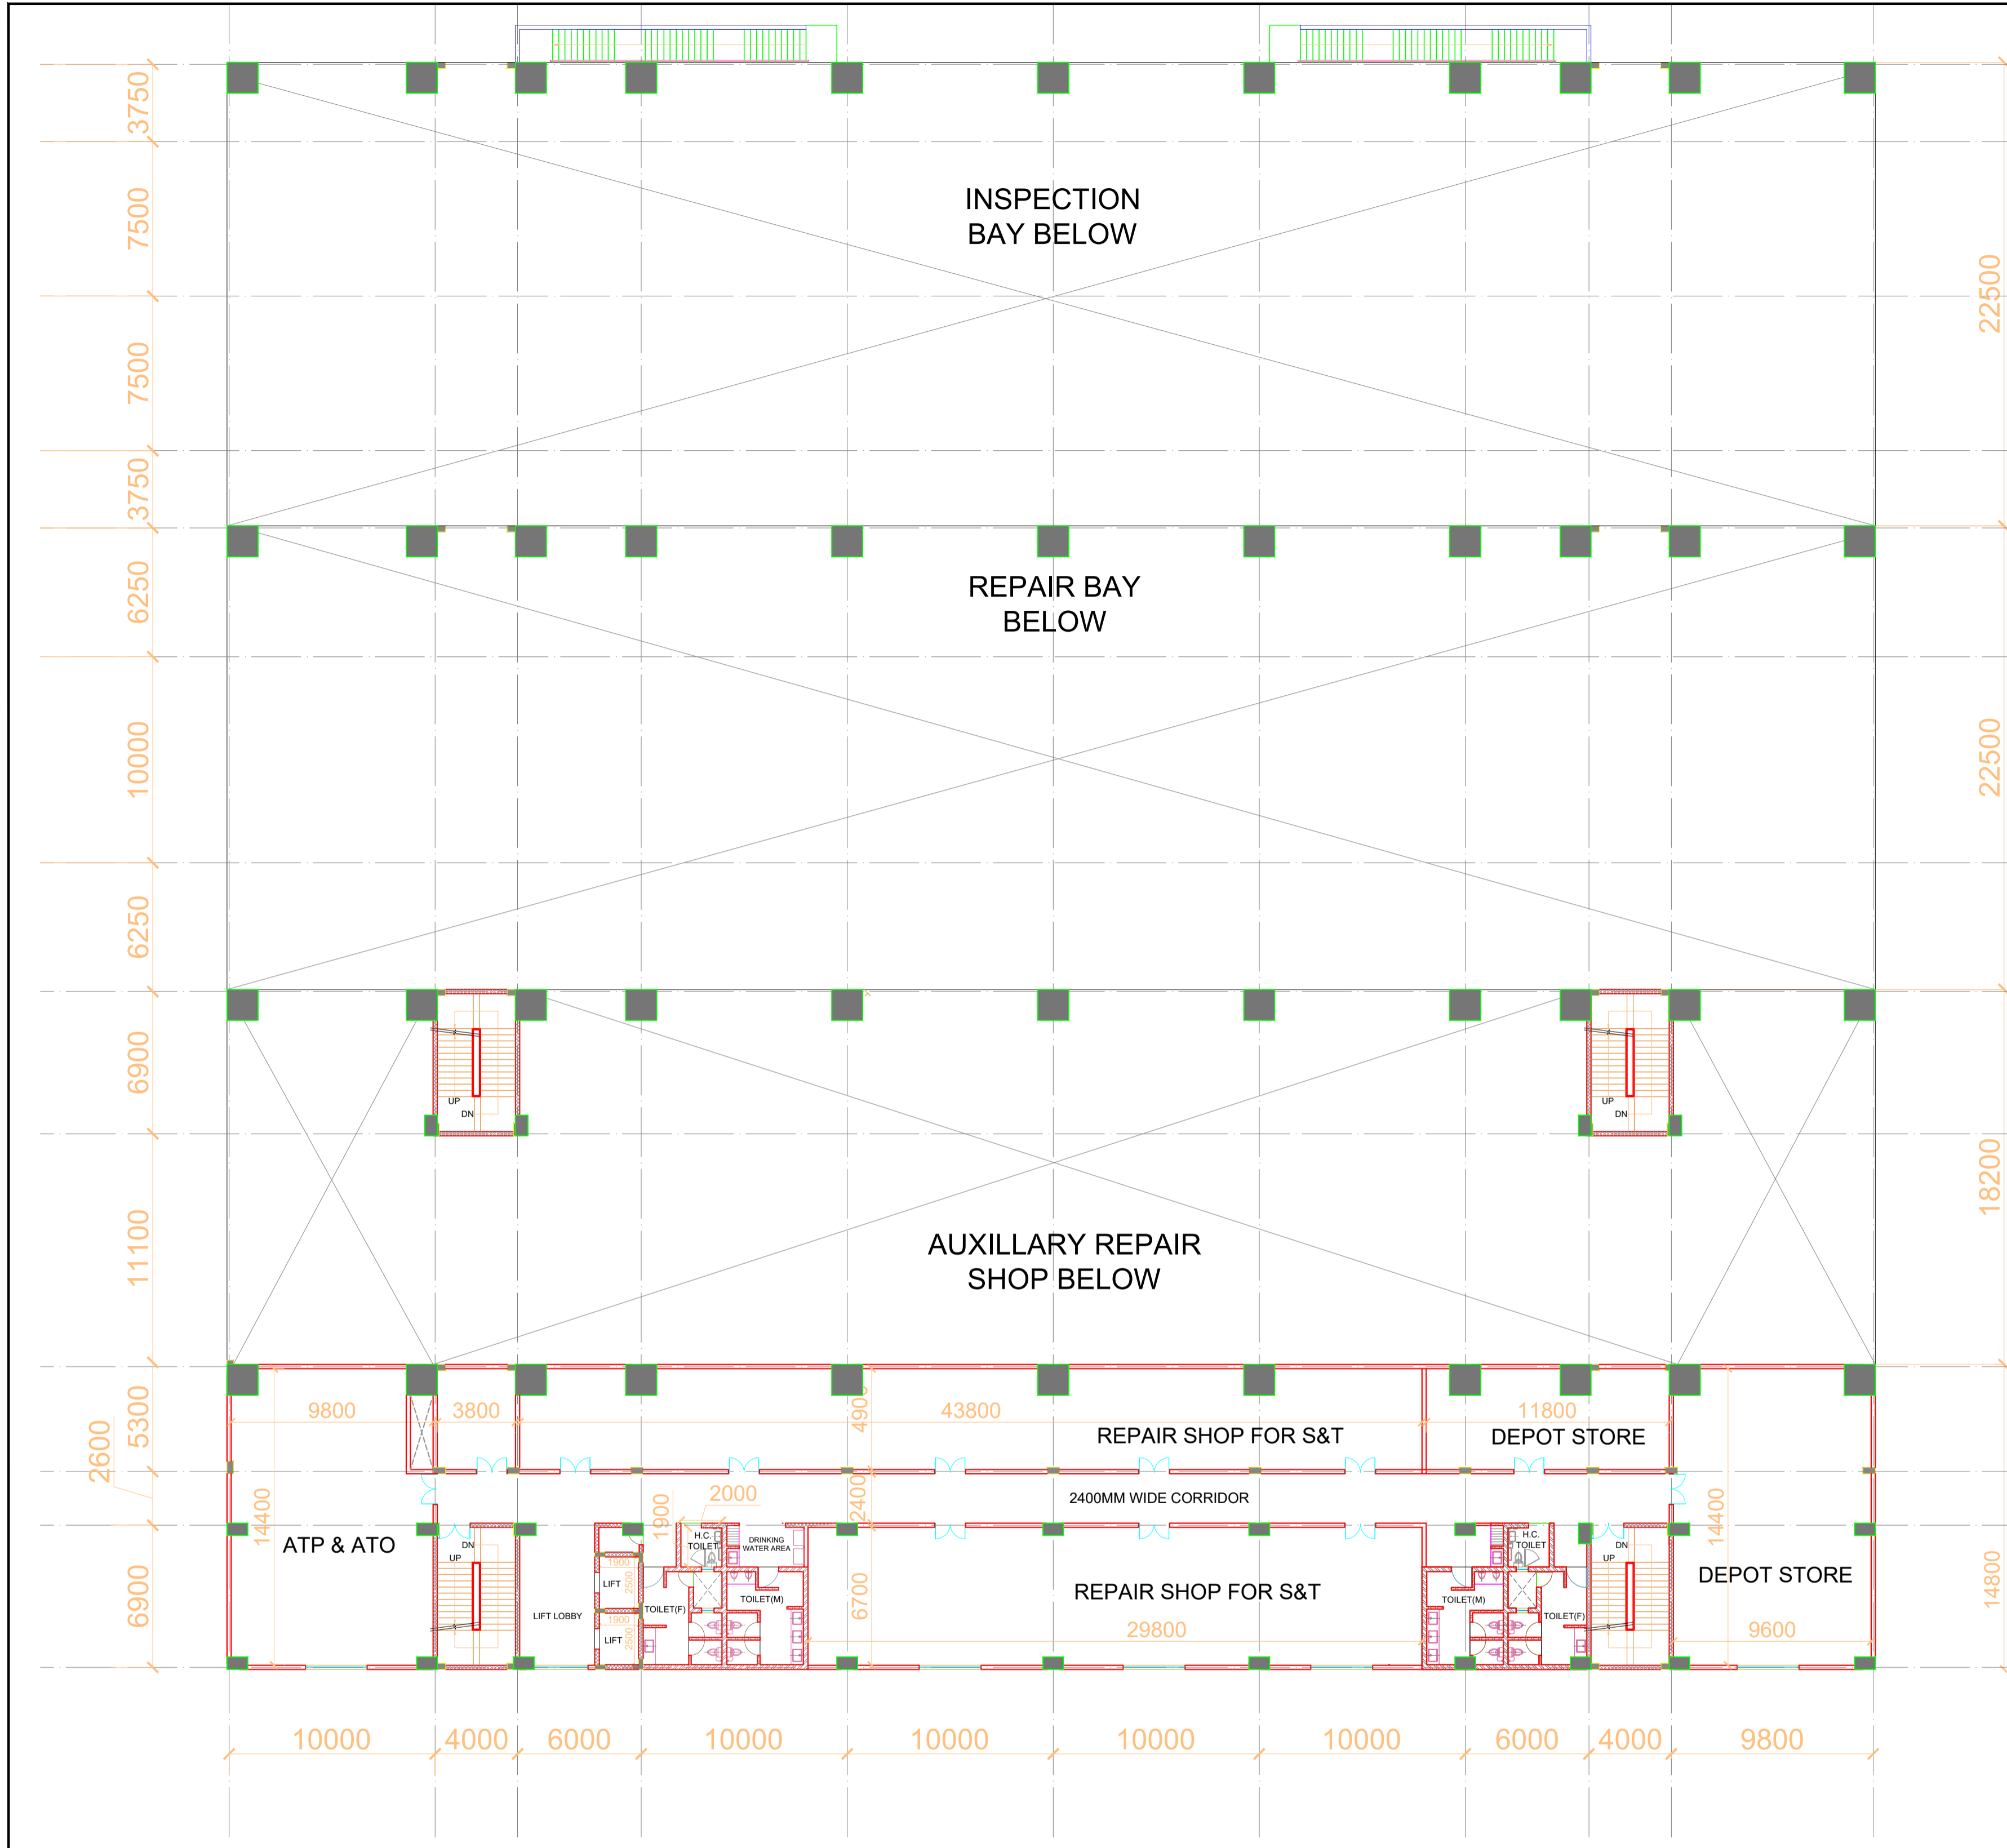 3750
7500
7500
3750
6250
10000
6250
6900
11100
5300
2600
6900
22500
22500
18200
14800
INSPECTION
BAY BELOW
REPAIR BAY
BELOW
UP
DN
UP
DN
AUXILLARY REPAIR
SHOP BELOW
9800
3800
4900
43800
11800
REPAIR SHOP FOR S&T
DEPOT STORE
14400
2400
2400MM WIDE CORRIDOR
14400
1900
2000
ATP & ATO
DN
UP
H.C.
TOILET
DRINKING
WATER AREA
H.C.
TOILET
DN
UP
LIFT
1900
2500
LIFT LOBBY
LIFT
1900
2500
TOILET(F)
TOILET(M)
6700
REPAIR SHOP FOR S&T
29800
TOILET(M)
TOILET(F)
DEPOT STORE
9600
10000
4000
6000
10000
10000
10000
10000
6000
4000
9800